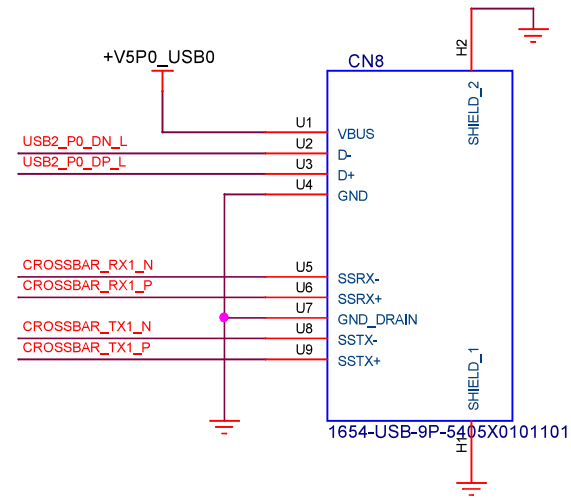 H2
+V5P0_USB0
CN8
SHIELD_2
U1
VBUS
USB2_P0_DN_L
U2
D-
USB2_P0_DP_L
U3
D+
U4
GND
CROSSBAR_RX1_N
U5
SSRX-
CROSSBAR_RX1_P
U6
SSRX+
U7
GND_DRAIN
CROSSBAR_TX1_N
U8
SSTX-
CROSSBAR_TX1_P
U9
SSTX+
SHIELD_1
1654-USB-9P-5405X0101101
H1